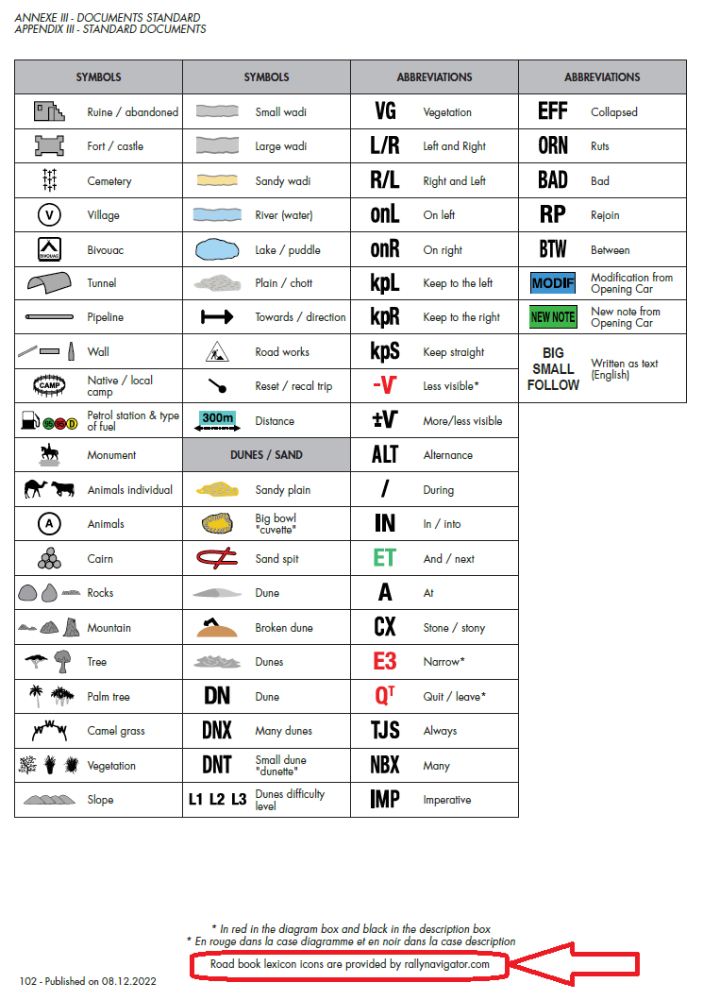 ANNEXE III - DOCUMENTS STANDARD
APPENDIX III - STANDARD DOCUMENTS
SYMBOLS SYMBOLS ABBREVIATIONS ABBREVIATIONS
Ruine / abandoned Small wadi VG Vegetation EFF Collapsed
Fort / castle Large wadi L/R Left and Right ORN Ruts
Cemetery Sandy wadi R/L Right and Left BAD Bad
V Village River (water) onL On left RP Rejoin
BIVOUAC Bivouac Lake / puddle onR On right BTW Between
Tunnel Plain / chott kpL Keep to the left MODIF Modification from
Opening Car
Pipeline Towards / direction kpR Keep to the right NEW NOTE New note from
Opening Car
Wall Road works kpS Keep straight BIG
SMALL
FOLLOW Written as text
(English)
CAMP Native / local
camp Reset / recal trip -V Less visible*
95 95 D Petrol station & type
of fuel 300m Distance ±V More/less visible
Monument DUNES / SAND ALT Alternance
Animals individual Sandy plain / During
A Animals Big bowl
"cuvette" IN In / into
Cairn Sand spit ET And / next
Rocks Dune A At
Mountain Broken dune CX Stone / stony
Tree Dunes E3 Narrow*
Palm tree DN Dune QT Quit / leave*
Camel grass DNX Many dunes TJS Always
Vegetation DNT Small dune
"dunette" NBX Many
Slope L1 L2 L3 Dunes difficulty
level IMP Imperative
* In red in the diagram box and black in the description box
* En rouge dans la case diagramme et en noir dans la case description
Road book lexicon icons are provided by rallynavigator.com
102 - Published on 08.12.2022